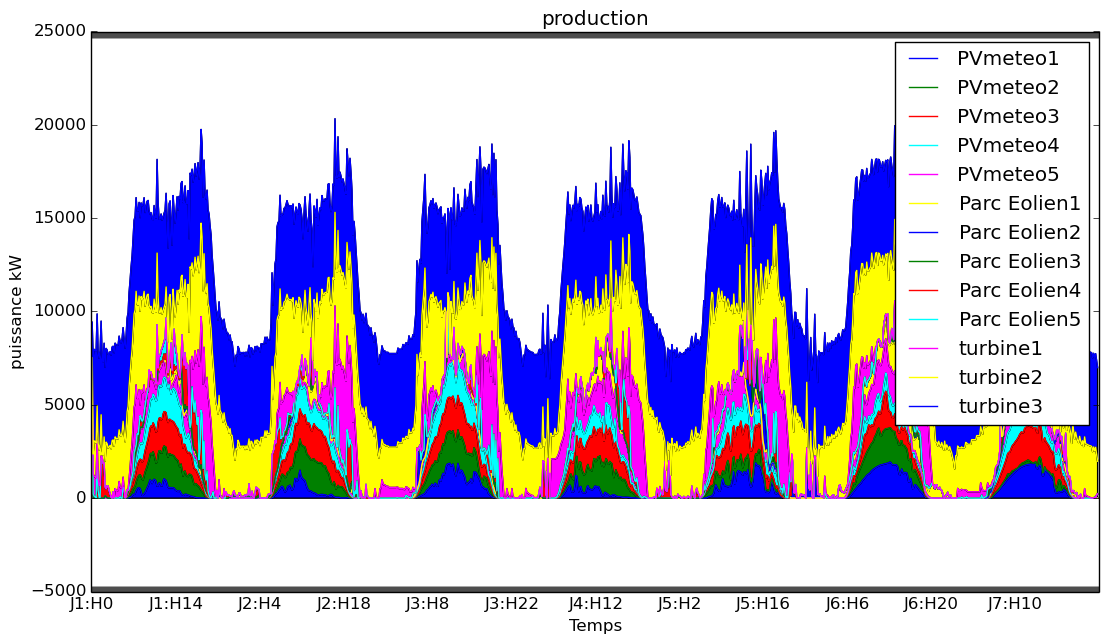 production
25000
20000
15000
10000
5000
0
−5000
puissance kW
J1:H0
J1:H14
J2:H4
J2:H18
J3:H8
J3:H22
J4:H12
J5:H2
J5:H16
J6:H6
J6:H20
J7:H10
Temps
PVmeteo1
PVmeteo2
PVmeteo3
PVmeteo4
PVmeteo5
Parc Eolien1
Parc Eolien2
Parc Eolien3
Parc Eolien4
Parc Eolien5
turbine1
turbine2
turbine3